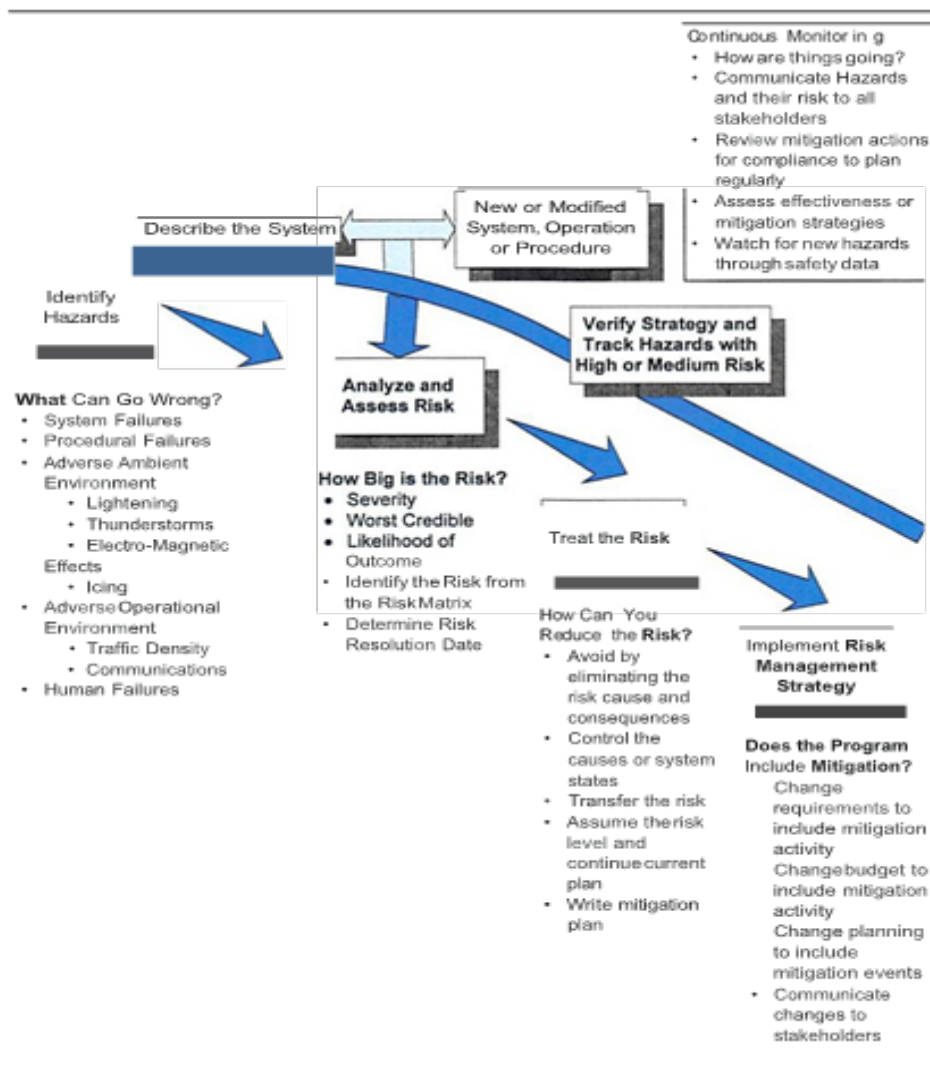 Continuous Monitor in g
• How are things going?
• Communicate Hazards
and their risk to all
stakeholders
• Review mitigation actions
for compliance to plan
regularly
• Assess effectiveness or
mitigation strategies
• Watch for new hazards
through safety data
New or Modified
System, Operation
or Procedure
Describe the System
Identify
Hazards
Verify Strategy and
Track Hazards with
High or Medium Risk
Analyze and
Assess Risk
What Can Go Wrong?
• System Failures
• Procedural Failures
• Adverse Ambient
Environment
• Lightening
• Thunderstorms
• Electro-Magnetic
Effects
• Icing
• Adverse Operational
Environment
• Traffic Density
• Communications
• Human Failures
How Big is the Risk?
• Severity
• Worst Credible
• Likelihood of
Outcome
• Identify the Risk from
the Risk Matrix
• Determine Risk
Resolution Date
Treat the Risk
How Can You
Reduce the Risk?
• Avoid by
eliminating the
risk cause and
consequences
• Control the
causes or system
states
• Transfer the risk
• Assume the risk
level and
continue current
plan
• Write mitigation
plan
Implement Risk
Management
Strategy
Does the Program
Include Mitigation?
Change
requirements to
include mitigation
activity
Change budget to
include mitigation
activity
Change planning
to include
mitigation events
• Communicate
changes to
stakeholders